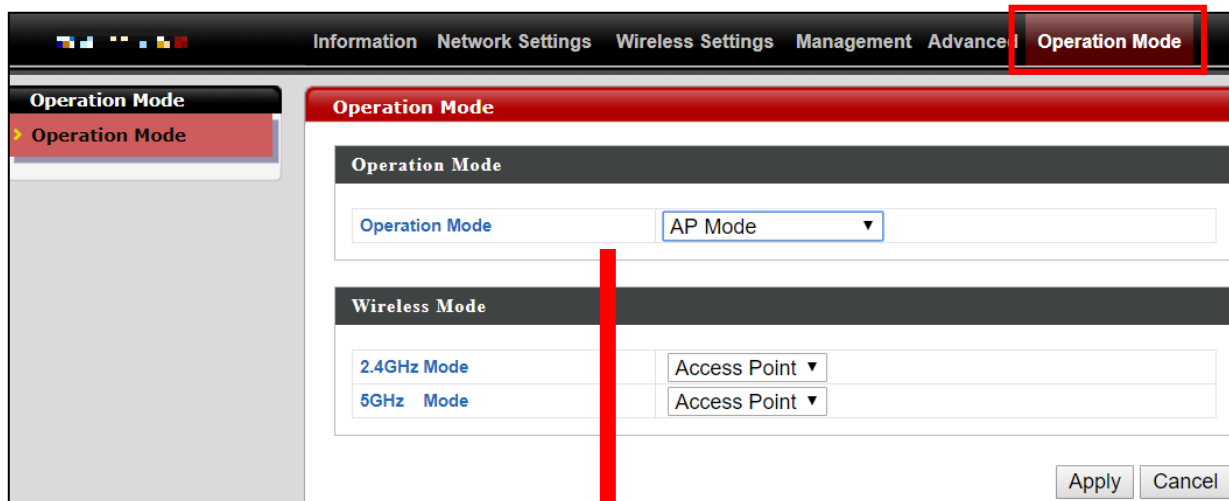 Information Network Settings Wireless Settings Management Advanced Operation Mode
Operation Mode
Operation Mode
Operation Mode
Operation Mode
Operation Mode AP Mode
Wireless Mode
2.4GHz Mode Access Point
5GHz Mode Access Point
Apply Cancel